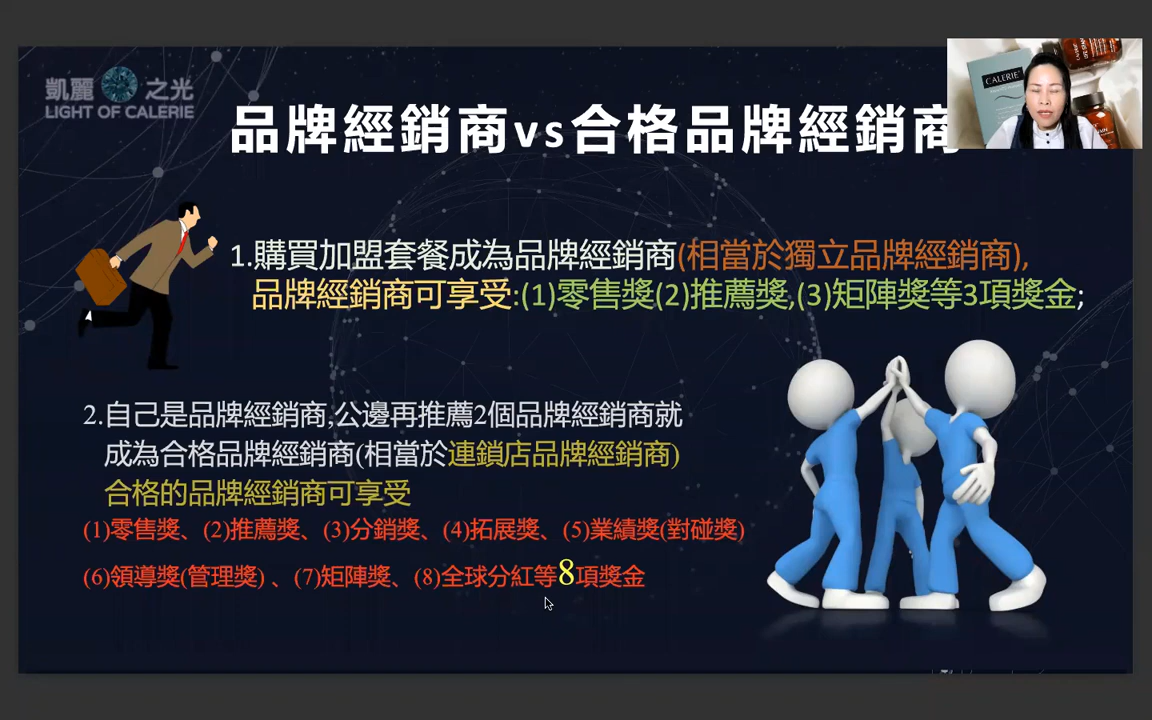 凱麗之光
LIGHT OF CALERIE
品牌經銷商vs合格品牌經銷商
CALERIE
1.購買加盟套餐成為品牌經銷商(相當於獨立品牌經銷商),
品牌經銷商可享受:(1)零售獎(2)推薦獎,(3)矩陣獎等3項獎金;
2.自己是品牌經銷商,公邊再推薦2個品牌經銷商就
成為合格品牌經銷商(相當於連鎖店品牌經銷商)
合格的品牌經銷商可享受
(1)零售獎、(2)推薦獎、(3)分銷獎、(4)拓展獎、(5)業績獎(對碰獎)
(6)領導獎(管理獎) 、(7)矩陣獎、(8)全球分紅等8項獎金